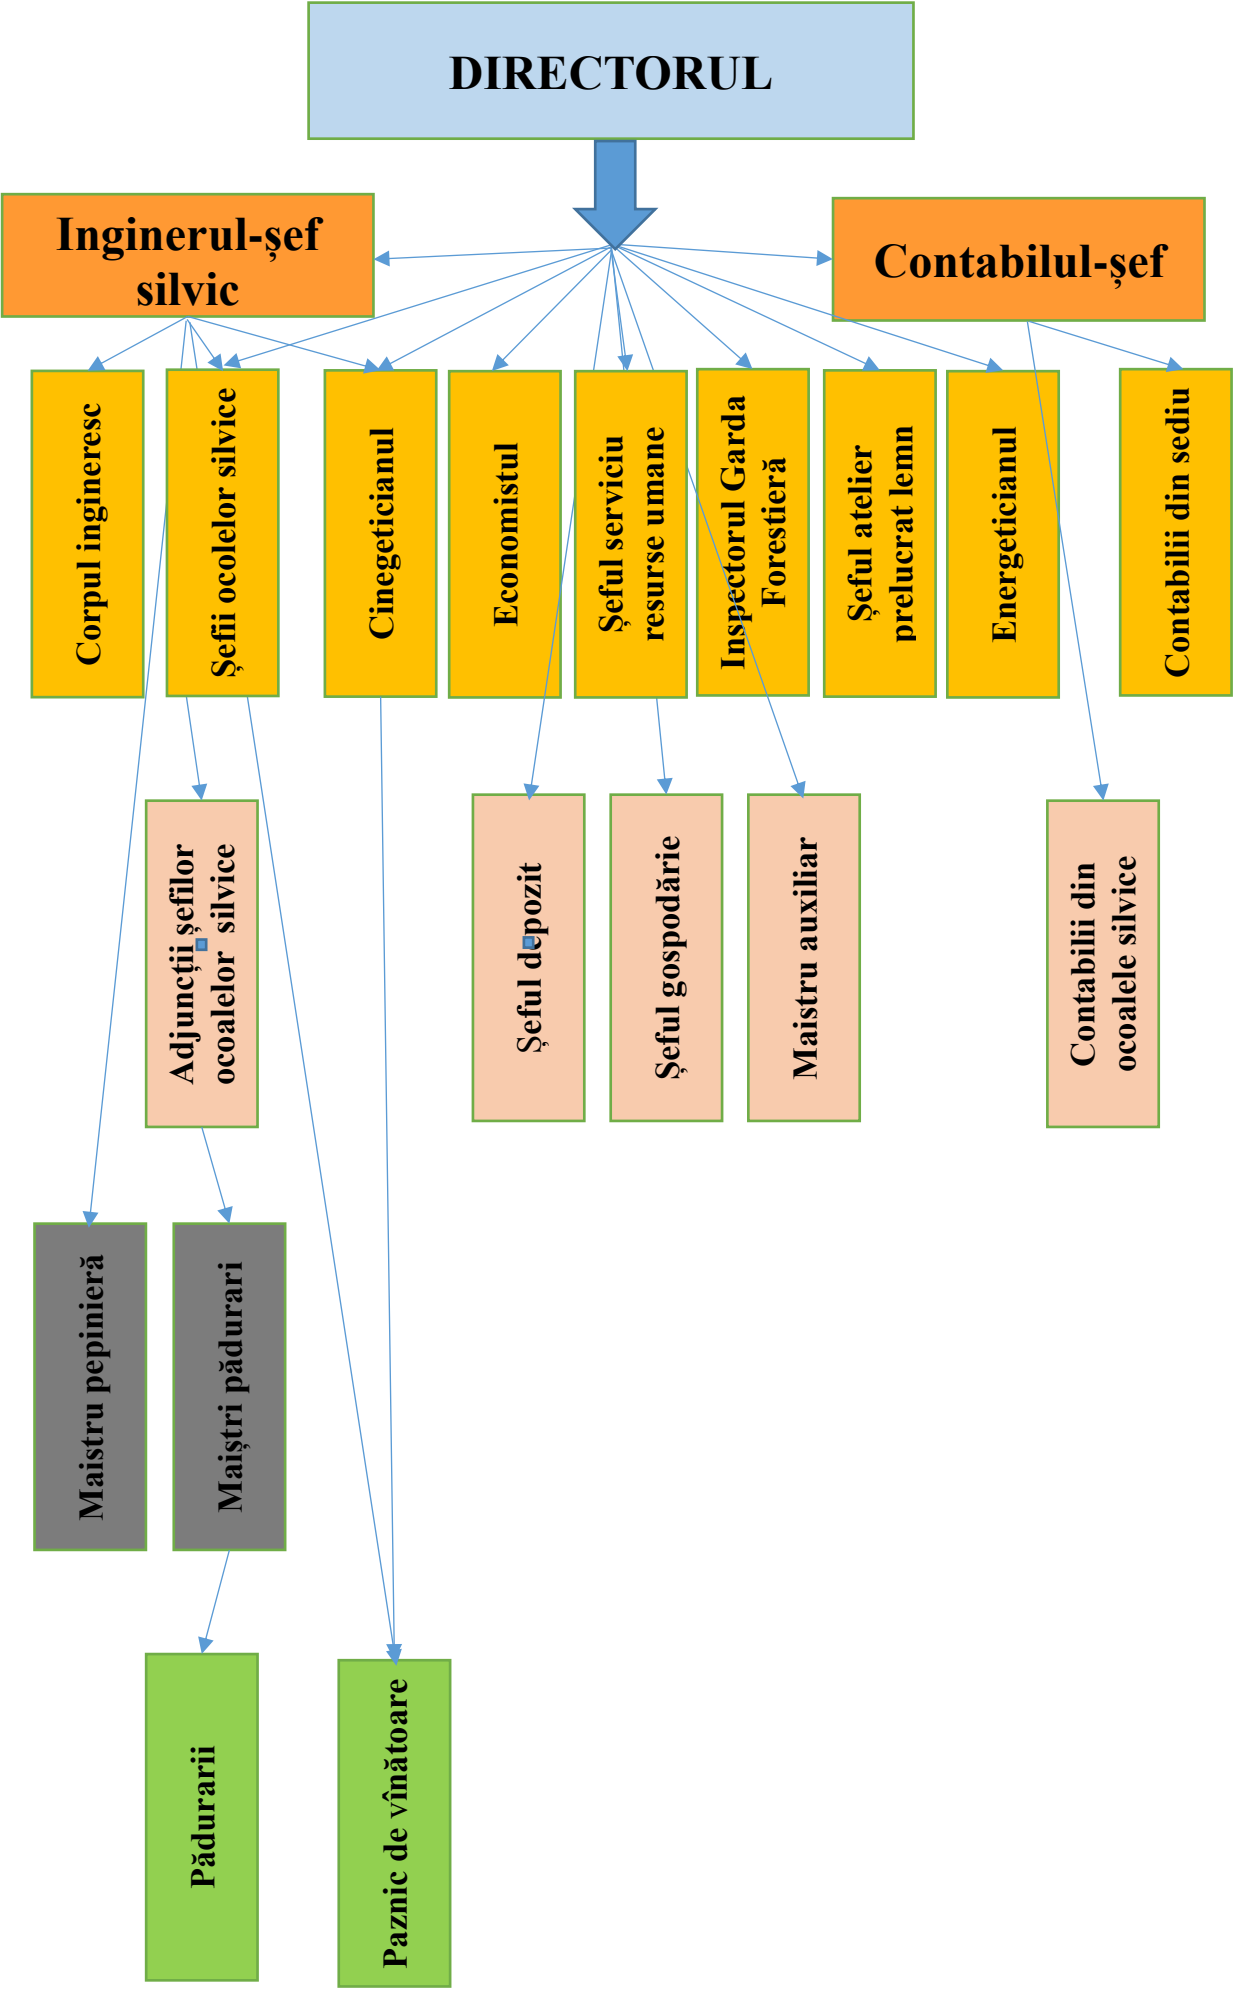 DIRECTORUL
Inginerul-șef
silvic
Contabilul-șef
Corpul ingineresc
Șefii ocolelor silvice
Cinegeticianul
Economistul
Șeful serviciu
resurse umane
Inspectorul Garda
Forestieră
Șeful atelier
prelucrat lemn
Energeticianul
Contabilii din sediu
Adjuncții șefilor
ocoalelor silvice
Șeful depozit
Șeful gospodărie
Maistru auxiliar
Contabilii din
ocoalele silvice
Maistru pepinieră
Maiștri pădurari
Pădurarii
Paznic de vînătoare